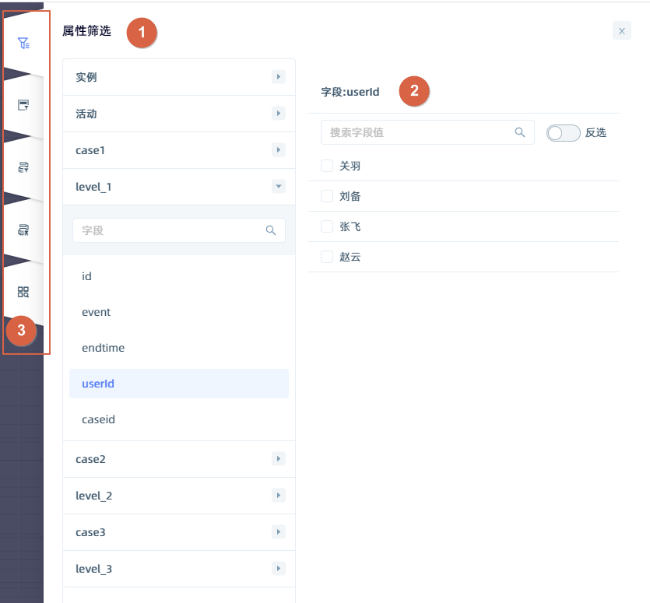 属性筛选
1
实例
活动
case1
level_1
字段
id
event
endtime
userId
caseid
case2
level_2
case3
level_3
字段:userId
2
搜索字段值
反选
关羽
刘备
张飞
赵云
3